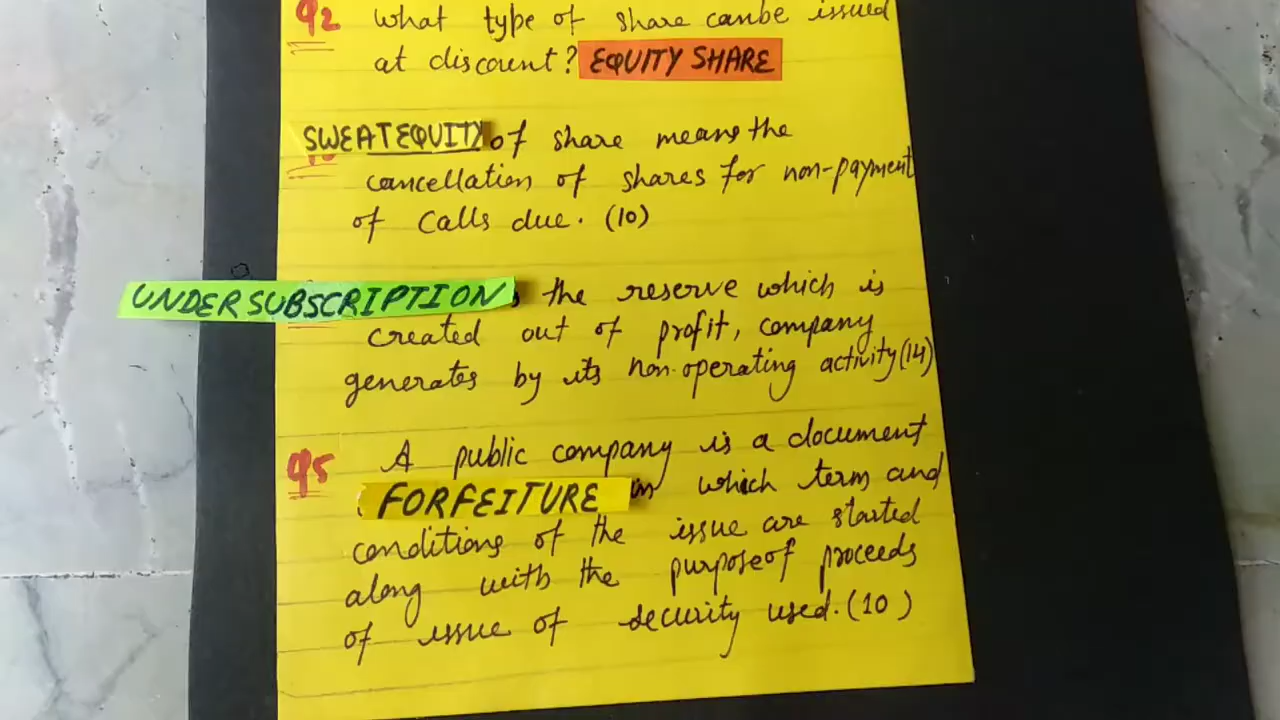 Q2 What type of share canbe issued
at discount? EQUITY SHARE
SWEAT EQUITY of share means the
cancellation of shares for non-payment
of calls due. (10)
UNDERSUBSCRIPTION the reserve which is
created out of profit, company
generates by its non-operating activity (14)
Q5 A public company is a document
FORFEITURE in which term and
conditions of the issue are started
along with the purpose of proceeds
of issue of security used. (10)